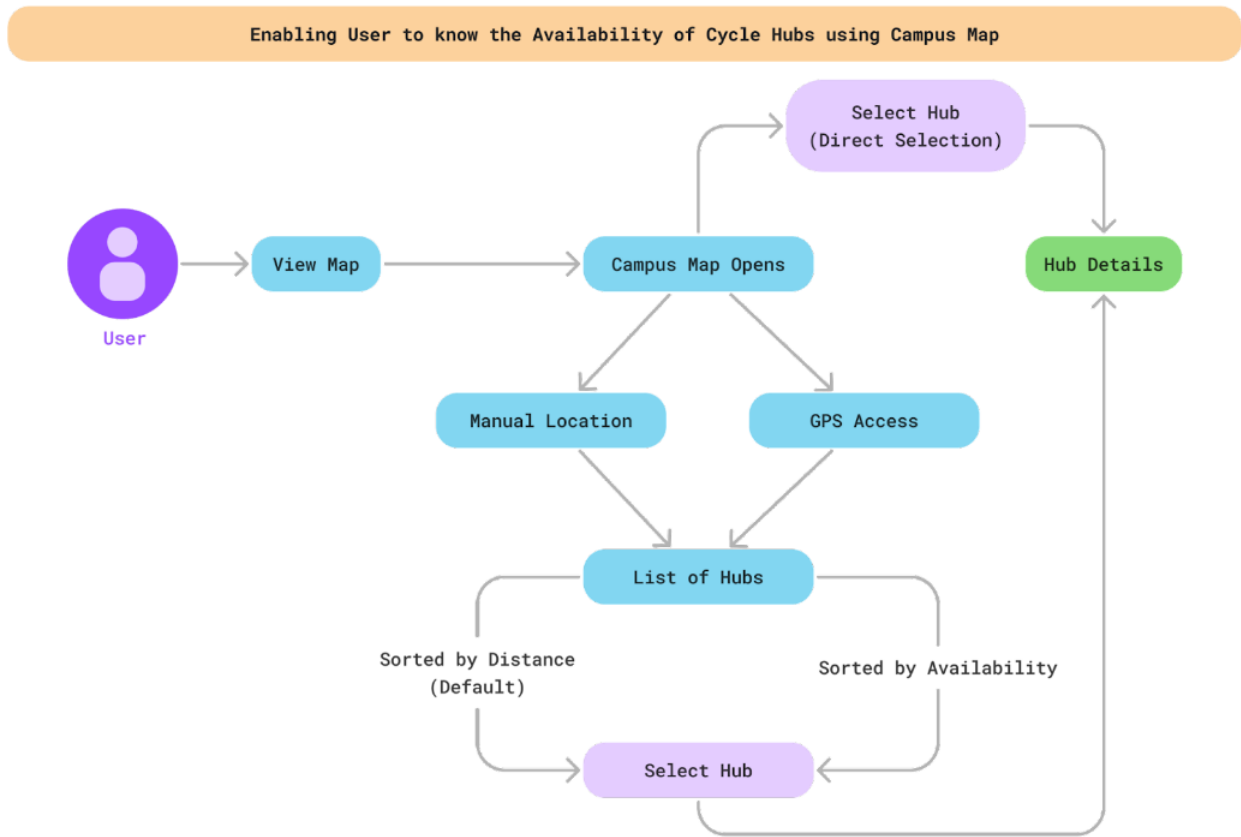 Enabling User to know the Availability of Cycle Hubs using Campus Map
Select Hub
(Direct Selection)
View Map
Campus Map Opens
Hub Details
User
Manual Location
GPS Access
List of Hubs
Sorted by Distance
(Default)
Sorted by Availability
Select Hub